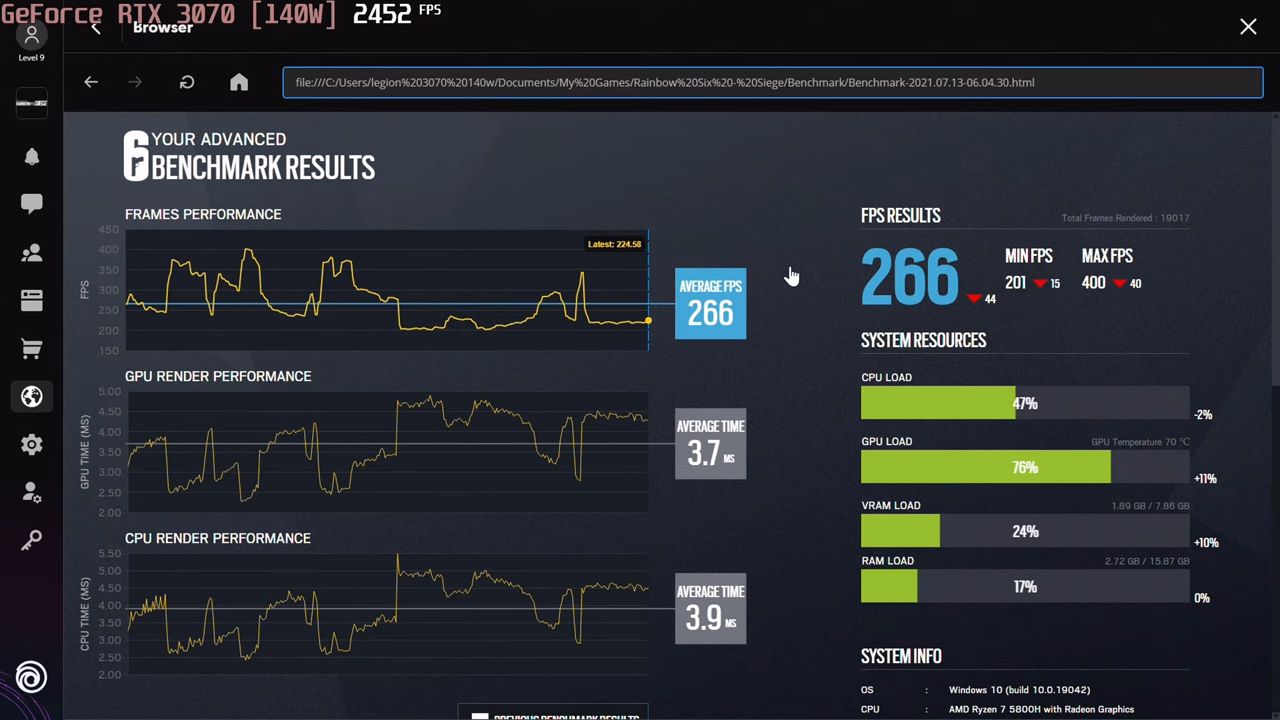 GeForce RTX 3070 [140W] 2452 FPS
Browser
Level 9
file:///C:/Users/legion%203070%20140w/Documents/My%20Games/Rainbow%20Six%20-%20Siege/Benchmark/Benchmark-2021.07.13-06.04.30.html
YOUR ADVANCED
BENCHMARK RESULTS
FRAMES PERFORMANCE
450
400
350
300
250
200
150
FPS
Latest: 224.58
AVERAGE FPS
266
GPU RENDER PERFORMANCE
5.00
4.50
4.00
3.50
3.00
2.50
2.00
GPU TIME (MS)
AVERAGE TIME
3.7 MS
CPU RENDER PERFORMANCE
5.50
5.00
4.50
4.00
3.50
3.00
2.50
2.00
CPU TIME (MS)
AVERAGE TIME
3.9 MS
PREVIOUS BENCHMARK RESULTS
FPS RESULTS
Total Frames Rendered : 19017
266 44
MIN FPS
201 15
MAX FPS
400 40
SYSTEM RESOURCES
CPU LOAD
47%
-2%
GPU LOAD
GPU Temperature 70 °C
76%
+11%
VRAM LOAD
1.89 GB / 7.86 GB
24%
+10%
RAM LOAD
2.72 GB / 15.87 GB
17%
0%
SYSTEM INFO
OS : Windows 10 (build 10.0.19042)
CPU : AMD Ryzen 7 5800H with Radeon Graphics